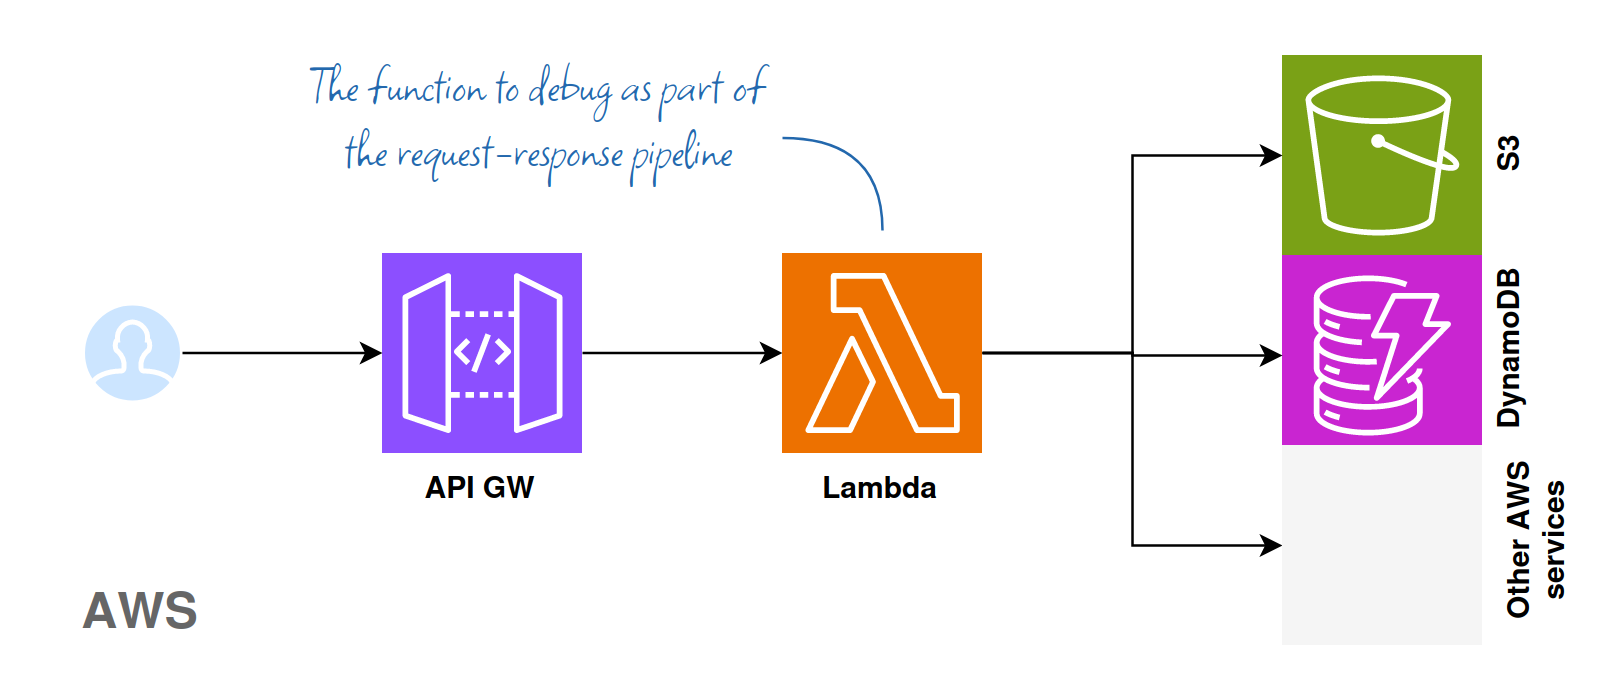 The function to debug as part of
the request-response pipeline
S3
DynamoDB
</>
API GW
Lambda
Other AWS
services
AWS